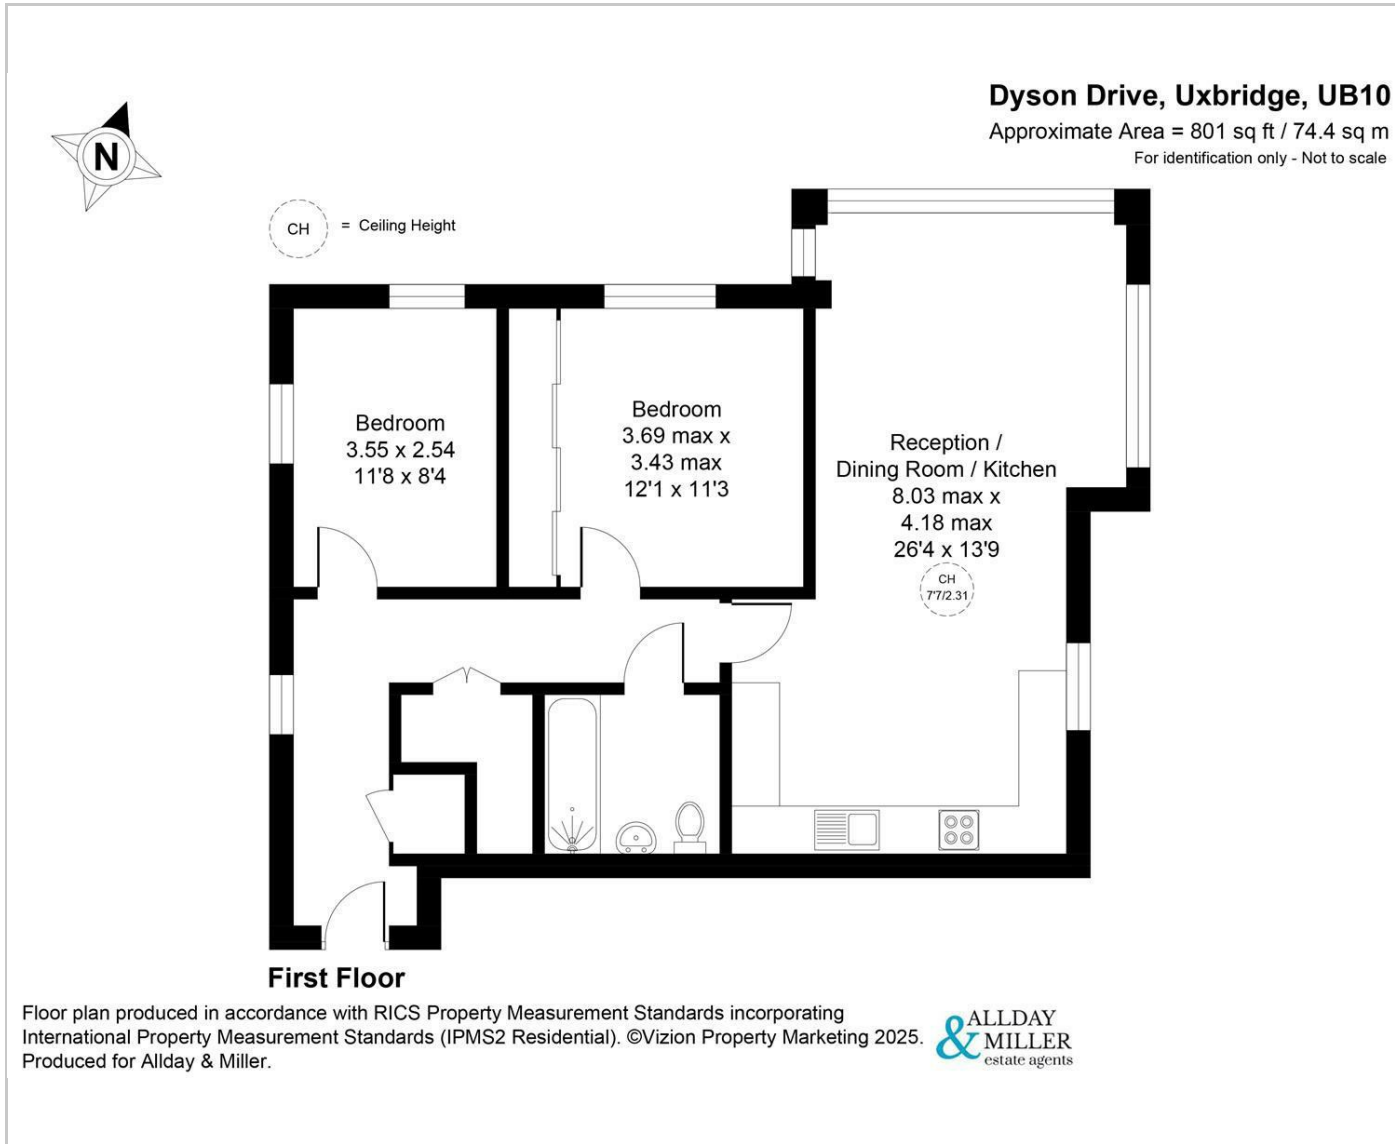 Dyson Drive, Uxbridge, UB10
Approximate Area = 801 sq ft / 74.4 sq m
For identification only - Not to scale
N
CH = Ceiling Height
Bedroom
3.55 x 2.54
11'8 x 8'4
Bedroom
3.69 max x
3.43 max
12'1 x 11'3
Reception /
Dining Room / Kitchen
8.03 max x
4.18 max
26'4 x 13'9
CH
7'7/2.31
First Floor
Floor plan produced in accordance with RICS Property Measurement Standards incorporating
International Property Measurement Standards (IPMS2 Residential). ©Vizion Property Marketing 2025.
Produced for Allday & Miller.
ALLDAY
& MILLER
estate agents